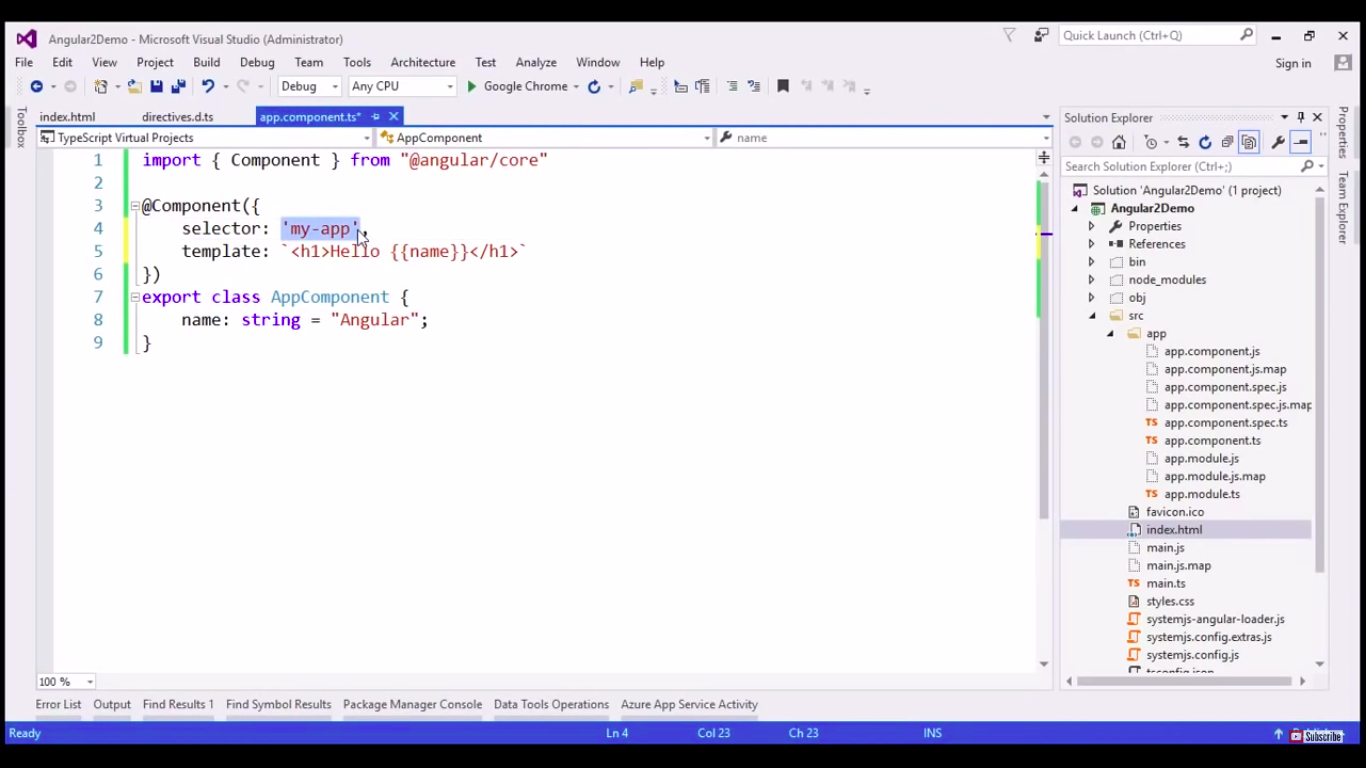 Angular2Demo - Microsoft Visual Studio (Administrator)
Quick Launch (Ctrl+Q)
File Edit View Project Build Debug Team Tools Architecture Test Analyze Window Help
Sign in
Debug Any CPU Google Chrome
Toolbox
index.html directives.d.ts app.component.ts*
TypeScript Virtual Projects AppComponent name
1 import { Component } from "@angular/core"
2
3 @Component({
4 selector: 'my-app',
5 template: `<h1>Hello {{name}}</h1>`
6 })
7 export class AppComponent {
8 name: string = "Angular";
9 }
100 %
Solution Explorer
Search Solution Explorer (Ctrl+;)
Solution 'Angular2Demo' (1 project)
Angular2Demo
Properties
References
bin
node_modules
obj
src
app
app.component.js
app.component.js.map
app.component.spec.js
app.component.spec.js.map
TS app.component.spec.ts
TS app.component.ts
app.module.js
app.module.js.map
TS app.module.ts
favicon.ico
index.html
main.js
main.js.map
TS main.ts
styles.css
systemjs-angular-loader.js
systemjs.config.extras.js
systemjs.config.js
tsconfig.json
Properties
Team Explorer
Error List Output Find Results 1 Find Symbol Results Package Manager Console Data Tools Operations Azure App Service Activity
Ready Ln 4 Col 23 Ch 23 INS
Subscribe